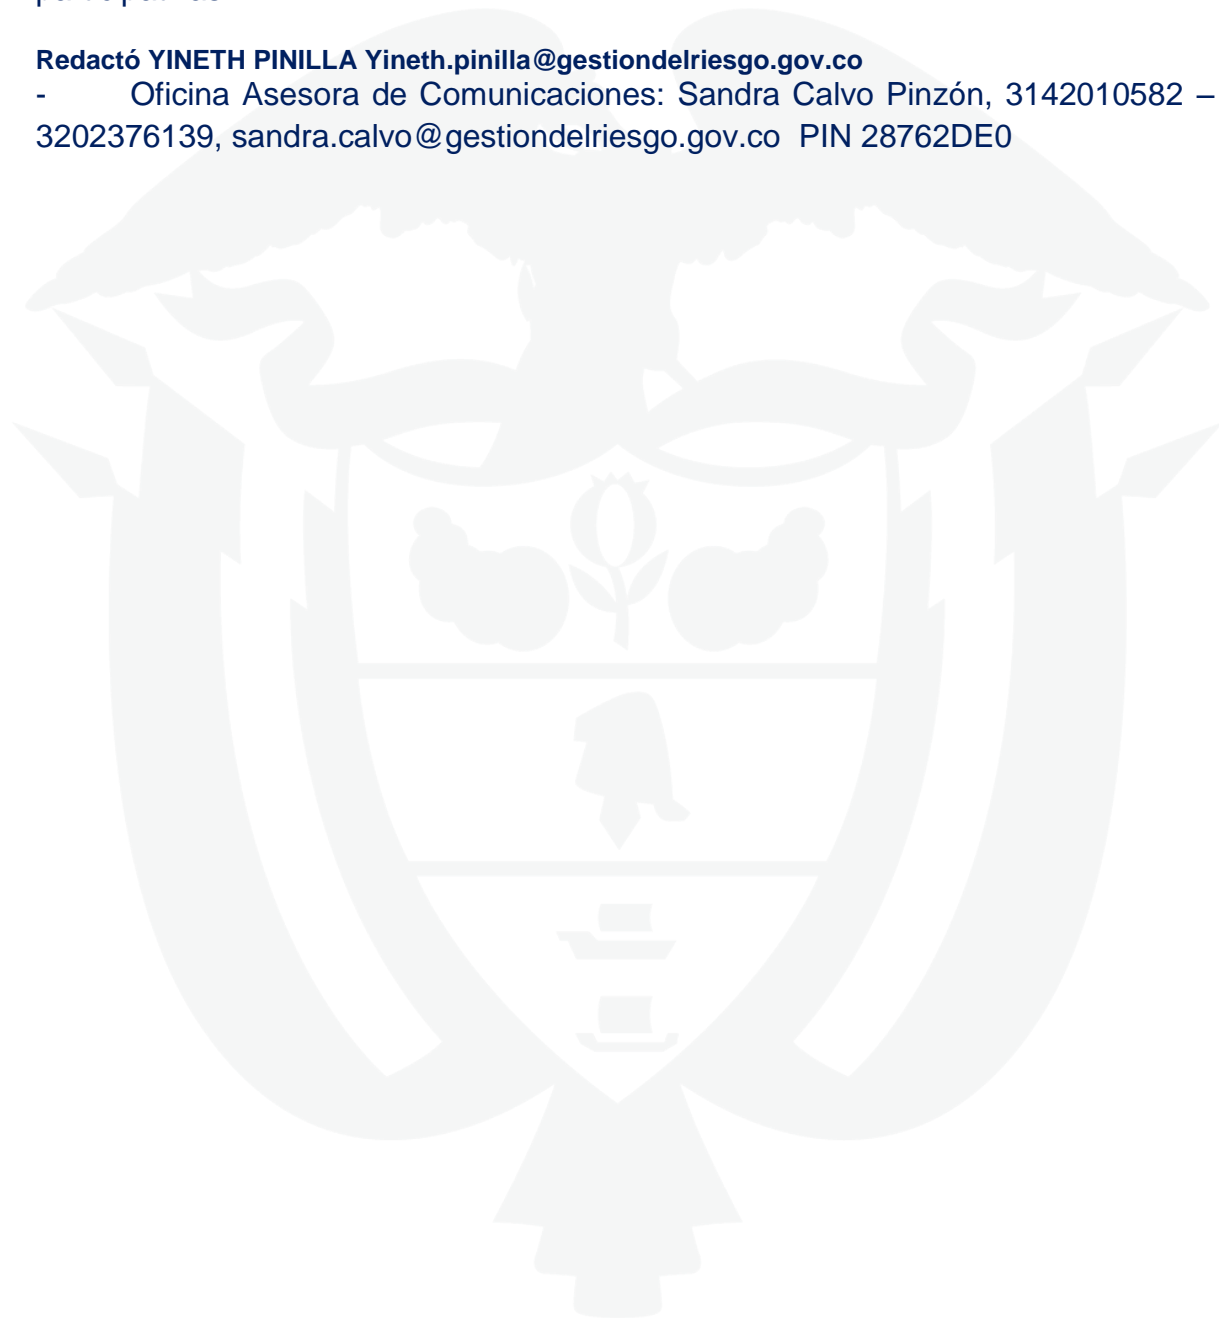 Redactó YINETH PINILLA Yineth.pinilla@gestiondelriesgo.gov.co
- Oficina Asesora de Comunicaciones: Sandra Calvo Pinzón, 3142010582 –
3202376139, sandra.calvo@gestiondelriesgo.gov.co PIN 28762DE0